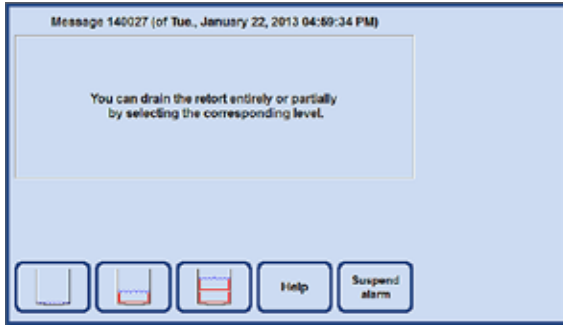 Message 140027 (of Tue., January 22, 2013 04:59:34 PM)
You can drain the retort entirely or partially
by selecting the corresponding level.
Help
Suspend
alarm